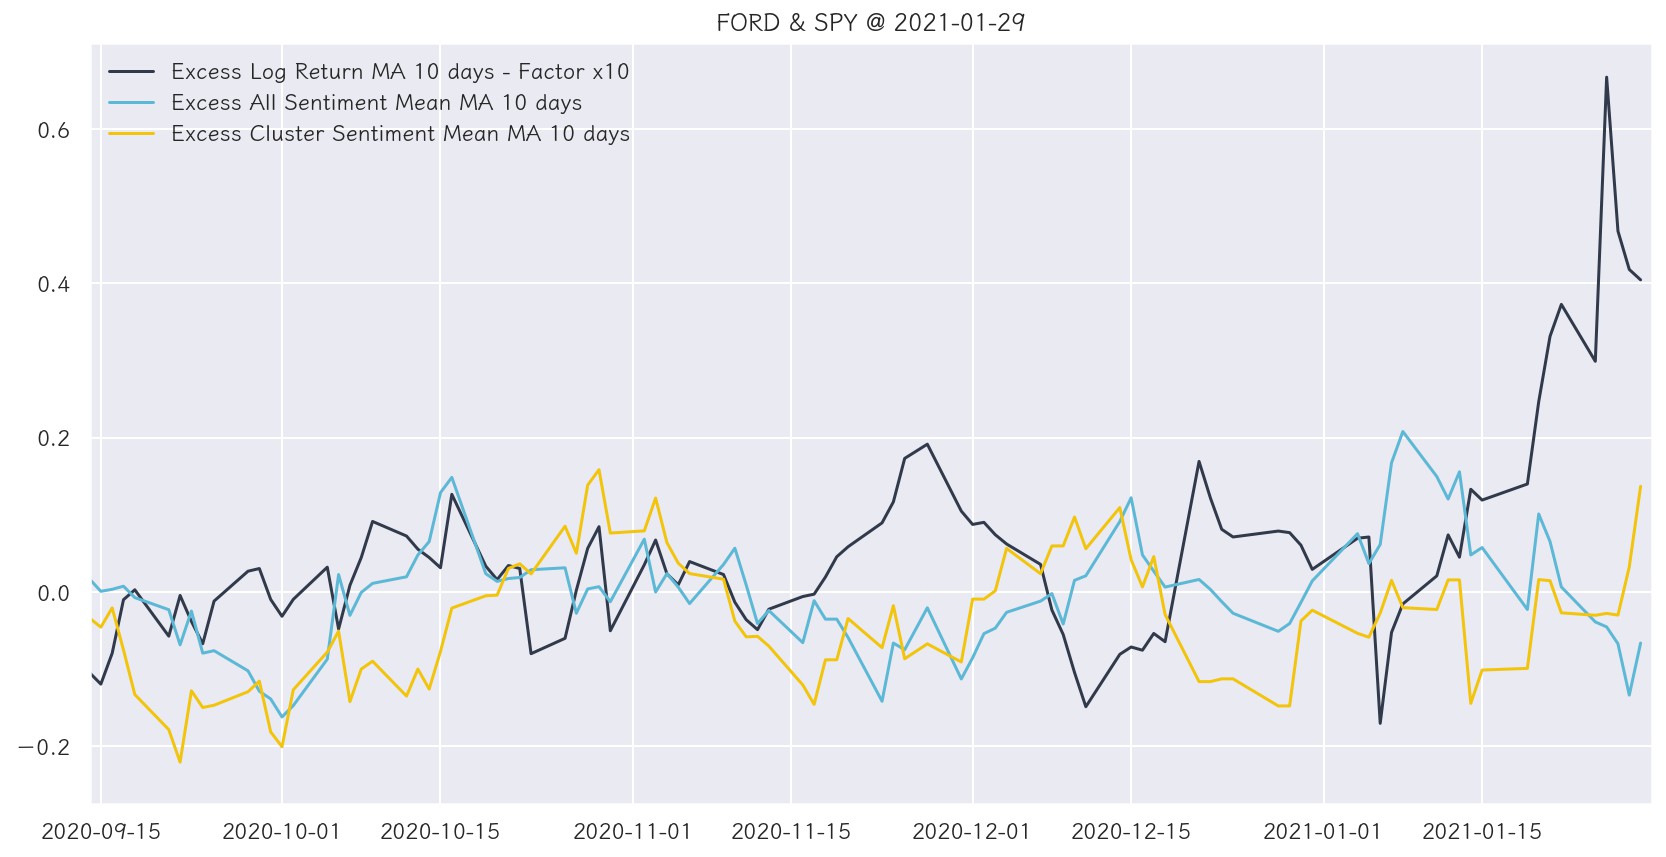 FORD & SPY @ 2021-01-29
Excess Log Return MA 10 days - Factor x10
Excess All Sentiment Mean MA 10 days
Excess Cluster Sentiment Mean MA 10 days
0.6
0.4
0.2
0.0
−0.2
2020-09-15 2020-10-01 2020-10-15 2020-11-01 2020-11-15 2020-12-01 2020-12-15 2021-01-01 2021-01-15